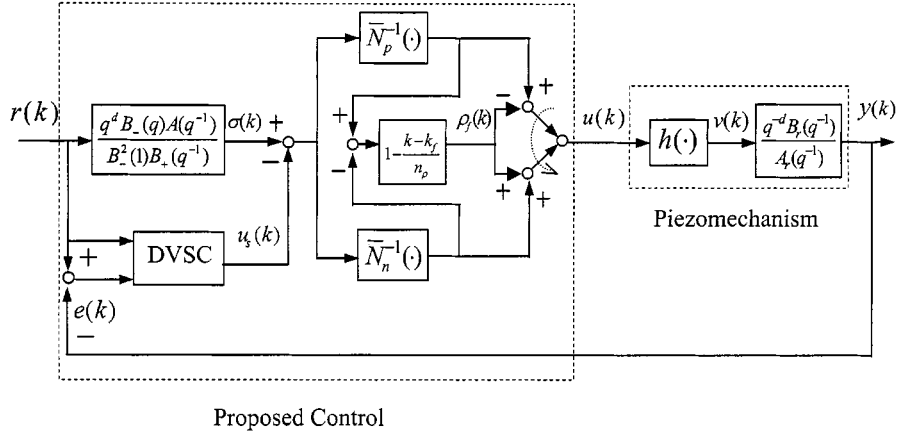 r(k)
q^d B_-(q)A(q^{-1})
B_-^2(1)B_+(q^{-1})
σ(k)
+
−
DVSC
u_s(k)
+
e(k)
−
N̅_p^{-1}(·)
+
−
1-\frac{k-k_f}{n_ρ}
ρ_f(k)
N̅_n^{-1}(·)
−
+
+
+
u(k)
h(·)
v(k)
q^{-d}B_r(q^{-1})
A_r(q^{-1})
y(k)
Piezomechanism
Proposed Control